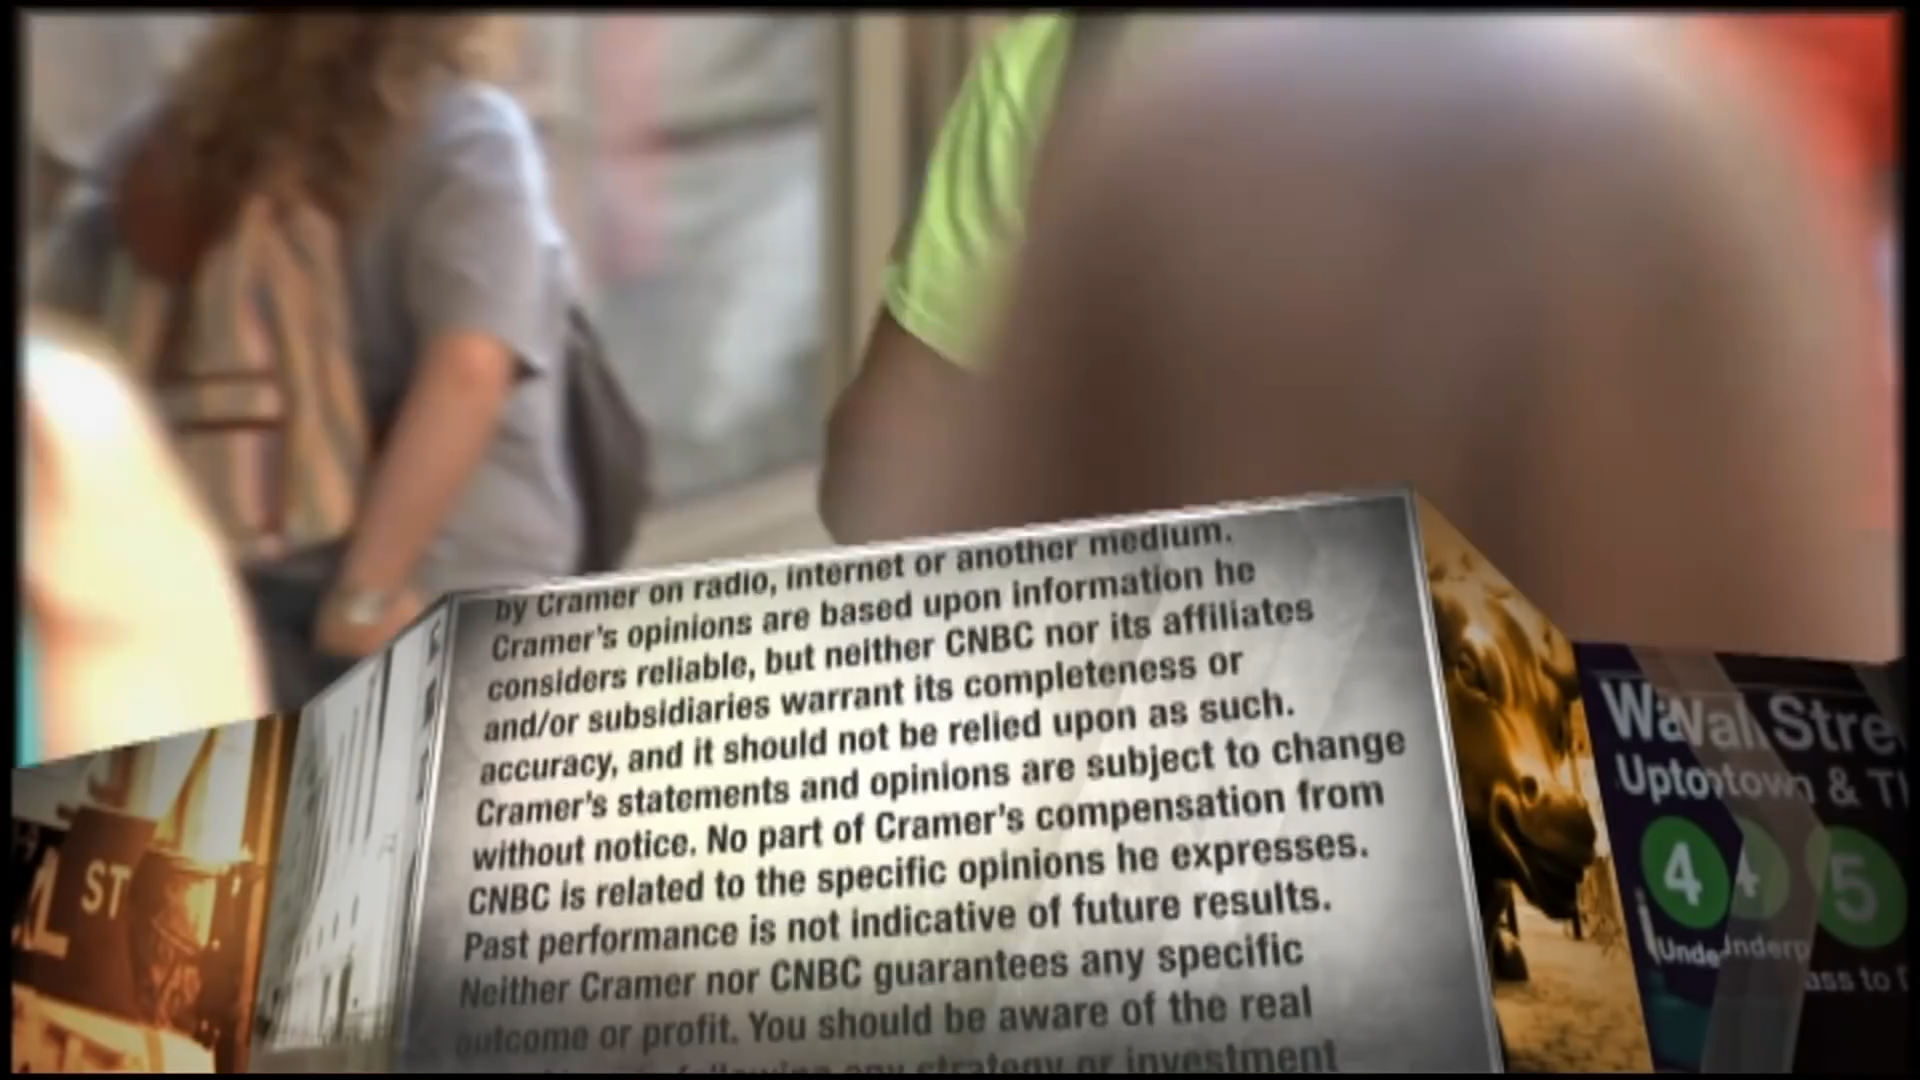 by Cramer on radio, internet or another medium.
Cramer's opinions are based upon information he
considers reliable, but neither CNBC nor its affiliates
and/or subsidiaries warrant its completeness or
accuracy, and it should not be relied upon as such.
Cramer's statements and opinions are subject to change
without notice. No part of Cramer's compensation from
CNBC is related to the specific opinions he expresses.
Past performance is not indicative of future results.
Neither Cramer nor CNBC guarantees any specific
outcome or profit. You should be aware of the real
following any strategy or investment
ST
Wall Stre
Uptown & T
4
5